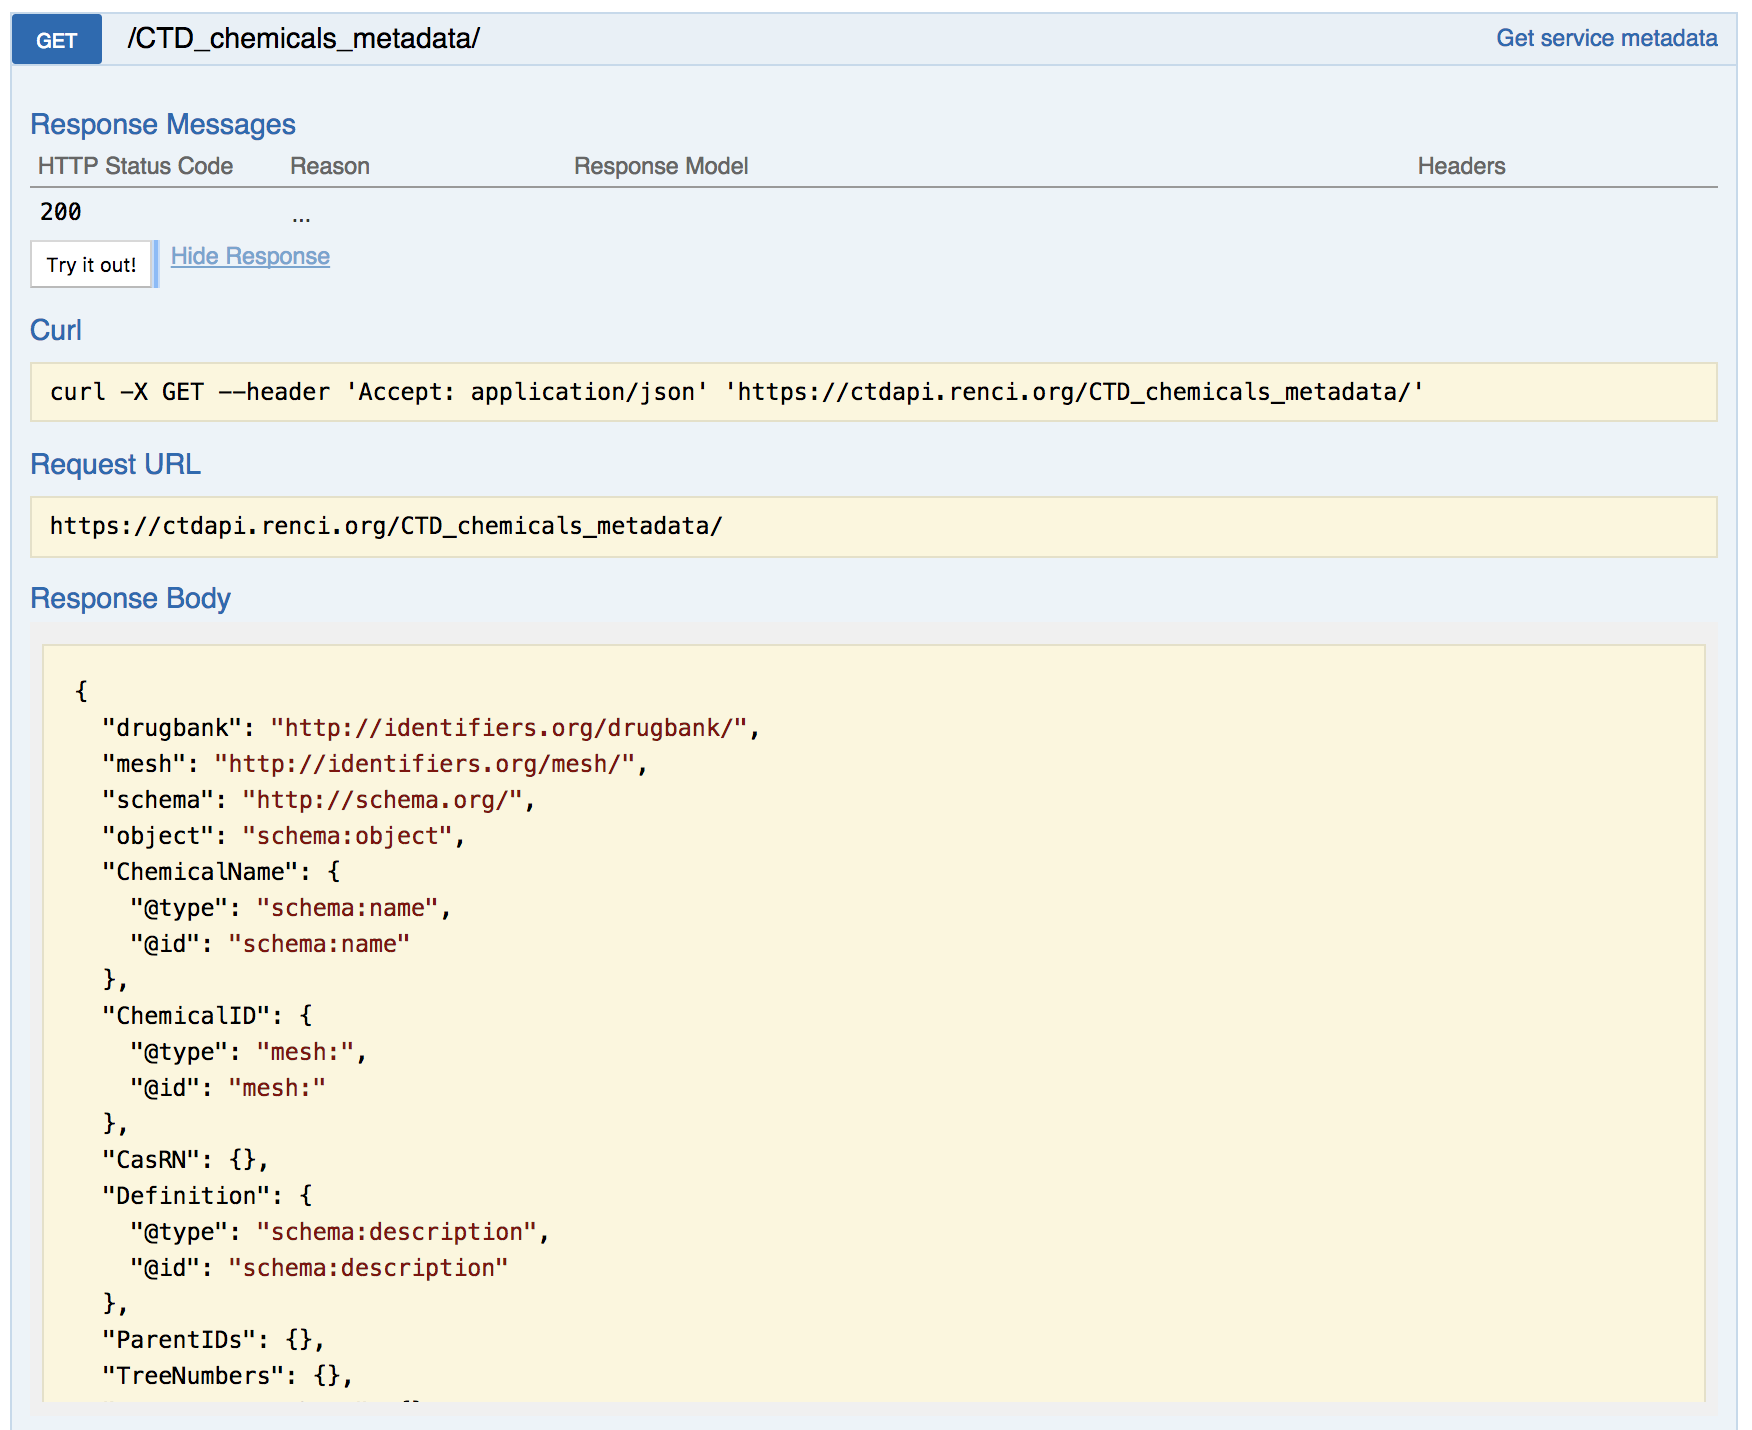 GET /CTD_chemicals_metadata/ Get service metadata
Response Messages
HTTP Status Code Reason Response Model Headers
200 ...
Try it out! Hide Response
Curl
curl -X GET --header 'Accept: application/json' 'https://ctdapi.renci.org/CTD_chemicals_metadata/'
Request URL
https://ctdapi.renci.org/CTD_chemicals_metadata/
Response Body
{
  "drugbank": "http://identifiers.org/drugbank/",
  "mesh": "http://identifiers.org/mesh/",
  "schema": "http://schema.org/",
  "object": "schema:object",
  "ChemicalName": {
    "@type": "schema:name",
    "@id": "schema:name"
  },
  "ChemicalID": {
    "@type": "mesh:",
    "@id": "mesh:"
  },
  "CasRN": {},
  "Definition": {
    "@type": "schema:description",
    "@id": "schema:description"
  },
  "ParentIDs": {},
  "TreeNumbers": {},